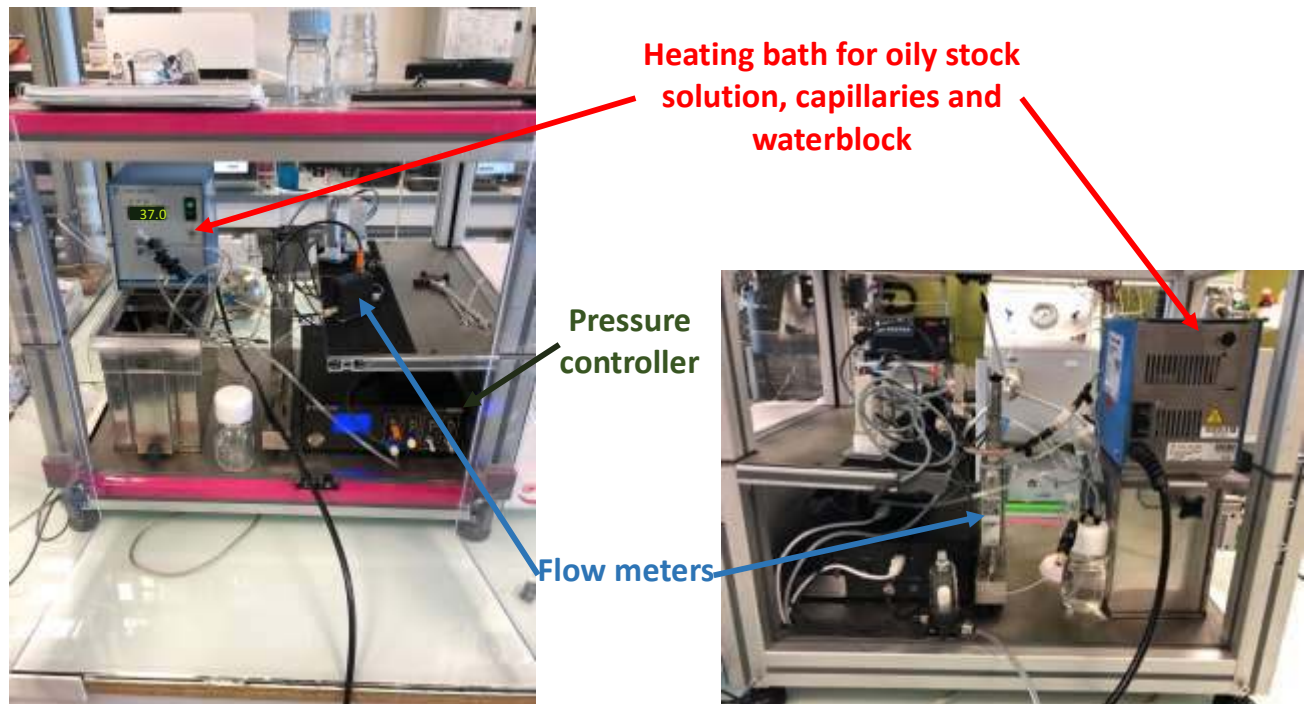 Heating bath for oily stock
solution, capillaries and
waterblock
37.0
Pressure
controller
Flow meters